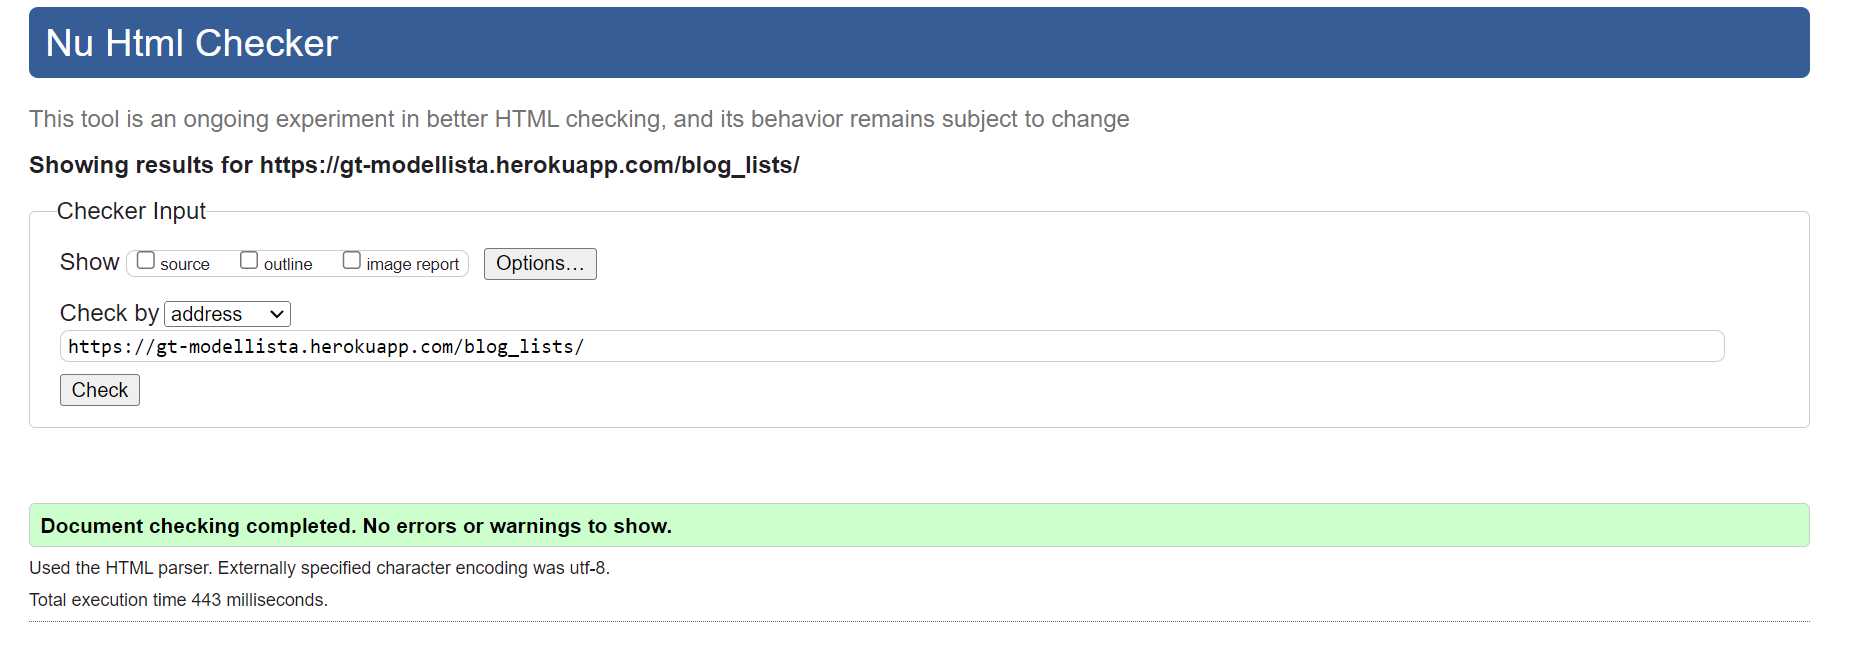 Nu Html Checker
This tool is an ongoing experiment in better HTML checking, and its behavior remains subject to change
Showing results for https://gt-modellista.herokuapp.com/blog_lists/
Checker Input
Show source outline image report Options...
Check by address
https://gt-modellista.herokuapp.com/blog_lists/
Check
Document checking completed. No errors or warnings to show.
Used the HTML parser. Externally specified character encoding was utf-8.
Total execution time 443 milliseconds.